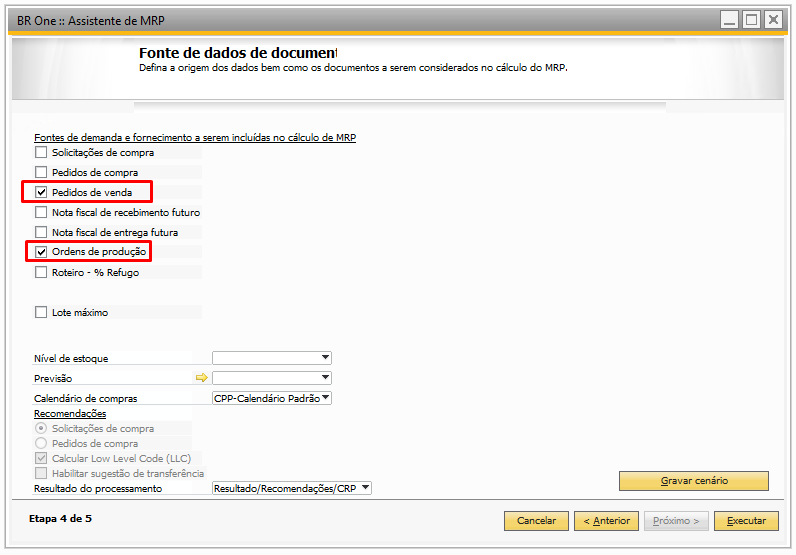 BR One :: Assistente de MRP
Fonte de dados de document
Defina a origem dos dados bem como os documentos a serem considerados no cálculo do MRP.
Fontes de demanda e fornecimento a serem incluídas no cálculo de MRP
Solicitações de compra
Pedidos de compra
Pedidos de venda
Nota fiscal de recebimento futuro
Nota fiscal de entrega futura
Ordens de produção
Roteiro - % Refugo
Lote máximo
Nível de estoque
Previsão
Calendário de compras CPP-Calendário Padrão
Recomendações
Solicitações de compra
Pedidos de compra
Calcular Low Level Code (LLC)
Habilitar sugestão de transferência
Resultado do processamento Resultado/Recomendações/CRP
Gravar cenário
Etapa 4 de 5
Cancelar < Anterior Próximo > Executar